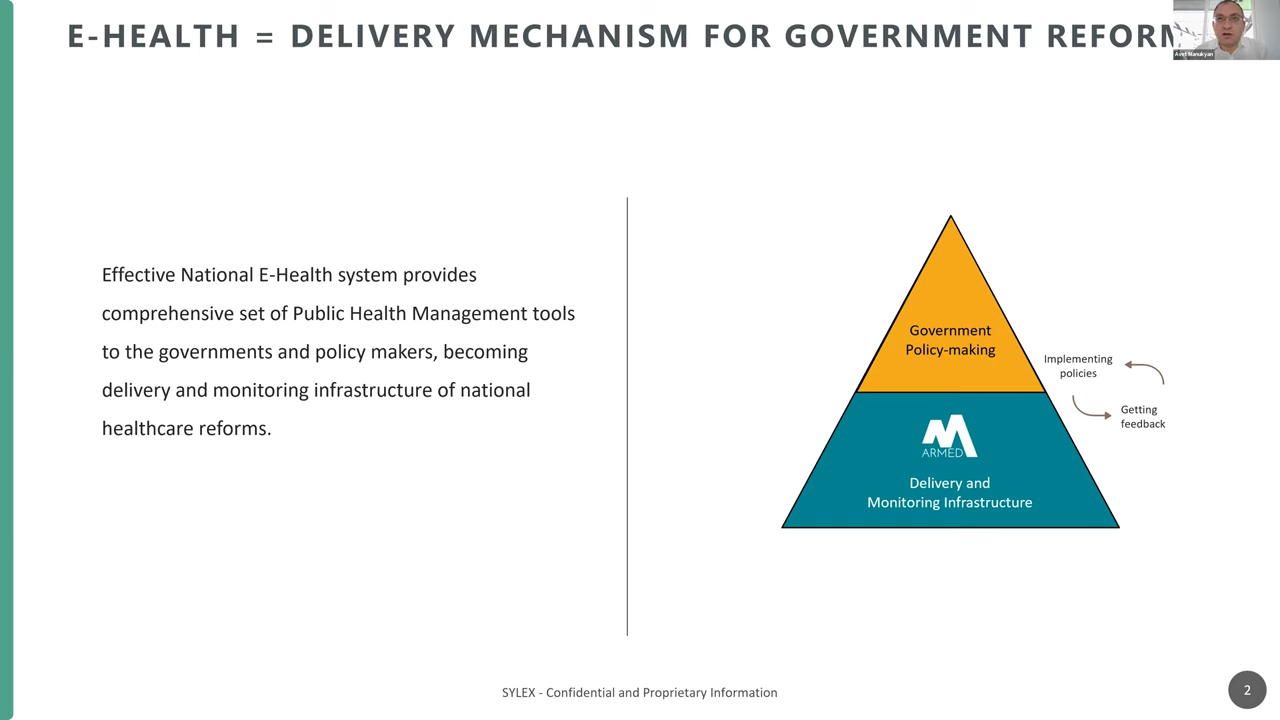 E-HEALTH = DELIVERY MECHANISM FOR GOVERNMENT REFORM
Avet Manukyan
Effective National E-Health system provides
comprehensive set of Public Health Management tools
to the governments and policy makers, becoming
delivery and monitoring infrastructure of national
healthcare reforms.
Government
Policy-making
Implementing
policies
Getting
feedback
ARMED
Delivery and
Monitoring Infrastructure
SYLEX - Confidential and Proprietary Information
2